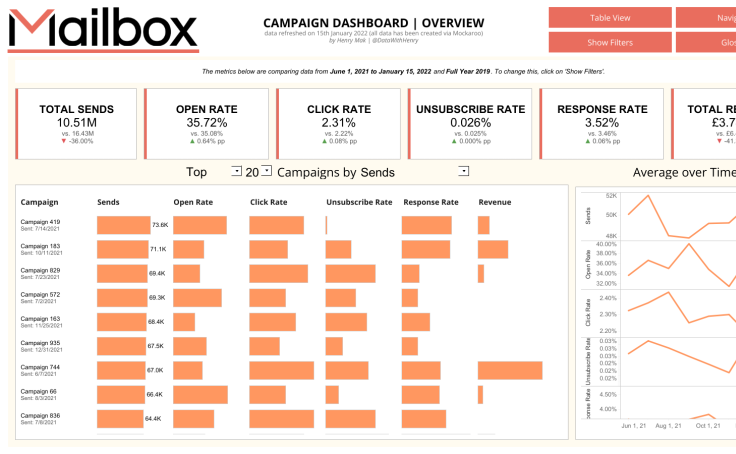 Mailbox
CAMPAIGN DASHBOARD | OVERVIEW
data refreshed on 15th January 2022 (all data has been created via Mockaroo)
by Henry Mak | @DataWithHenry
Table View
Navig
Show Filters
Glos
The metrics below are comparing data from June 1, 2021 to January 15, 2022 and Full Year 2019. To change this, click on 'Show Filters'.
TOTAL SENDS
10.51M
vs. 16.43M
▼ -36.00%
OPEN RATE
35.72%
vs. 35.08%
▲ 0.64% pp
CLICK RATE
2.31%
vs. 2.22%
▲ 0.08% pp
UNSUBSCRIBE RATE
0.026%
vs. 0.025%
▲ 0.000% pp
RESPONSE RATE
3.52%
vs. 3.46%
▲ 0.06% pp
TOTAL RE
£3.7
vs. £6.
▼ -41.
Top 20 Campaigns by Sends
Average over Time
Campaign Sends Open Rate Click Rate Unsubscribe Rate Response Rate Revenue
Campaign 419
Sent: 7/14/2021
73.6K
Campaign 183
Sent: 10/11/2021
71.1K
Campaign 829
Sent: 7/23/2021
69.4K
Campaign 572
Sent: 7/2/2021
69.3K
Campaign 163
Sent: 11/25/2021
68.4K
Campaign 935
Sent: 12/31/2021
67.5K
Campaign 744
Sent: 6/7/2021
67.0K
Campaign 66
Sent: 8/3/2021
66.4K
Campaign 836
Sent: 7/8/2021
64.4K
Sends
52K
50K
48K
Open Rate
40.00%
38.00%
36.00%
34.00%
32.00%
Click Rate
2.40%
2.30%
2.20%
Unsubscribe Rate
0.03%
0.03%
0.03%
0.02%
0.02%
0.02%
onse Rate
4.50%
4.00%
Jun 1, 21 Aug 1, 21 Oct 1, 21